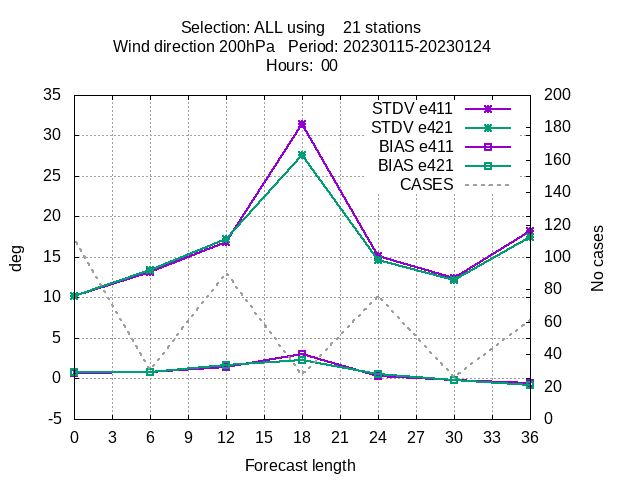 Selection: ALL using    21 stations
Wind direction 200hPa   Period: 20230115-20230124
Hours:  00
35
30
25
20
15
10
5
0
-5
deg
STDV e411
STDV e421
BIAS e411
BIAS e421
CASES
200
180
160
140
120
100
80
60
40
20
0
No cases
0 3 6 9 12 15 18 21 24 27 30 33 36
Forecast length